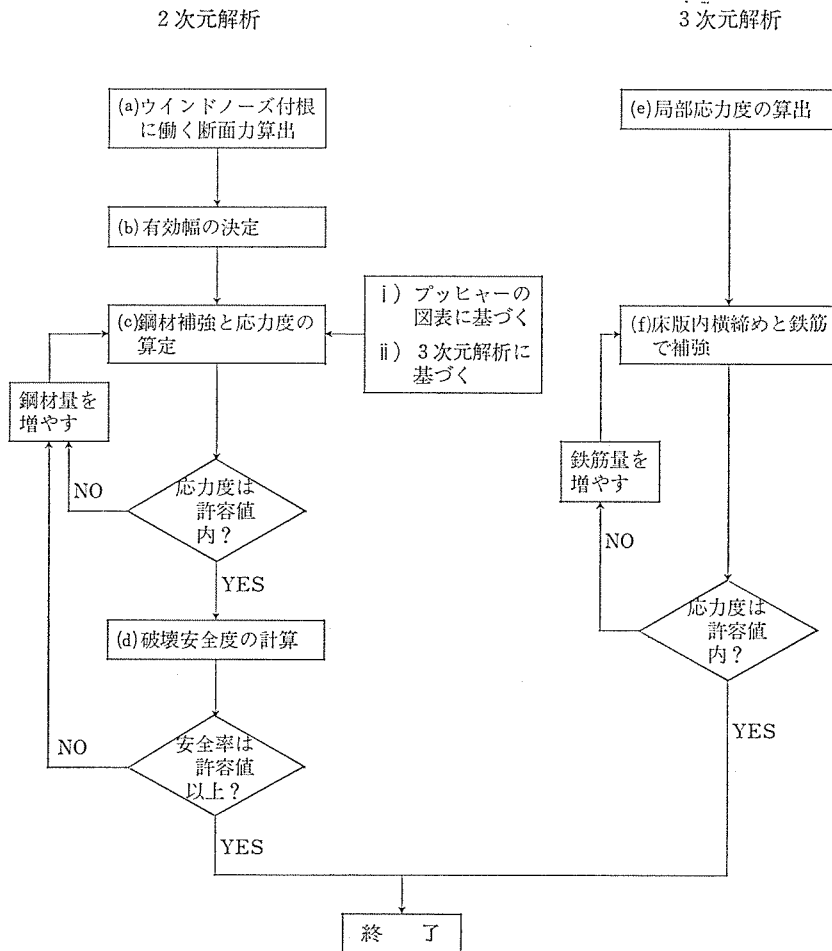 2次元解析
3次元解析
(a)ウインドノーズ付根
に働く断面力算出
(e)局部応力度の算出
(b)有効幅の決定
(c)鋼材補強と応力度の
算定
i) プッヒャーの
図表に基づく
ii) 3次元解析に
基づく
(f)床版内横締めと鉄筋
で補強
鋼材量を
増やす
鉄筋量を
増やす
NO
応力度は
許容値
内?
YES
NO
応力度は
許容値
内?
YES
(d)破壊安全度の計算
NO
安全率は
許容値
以上?
YES
終 了